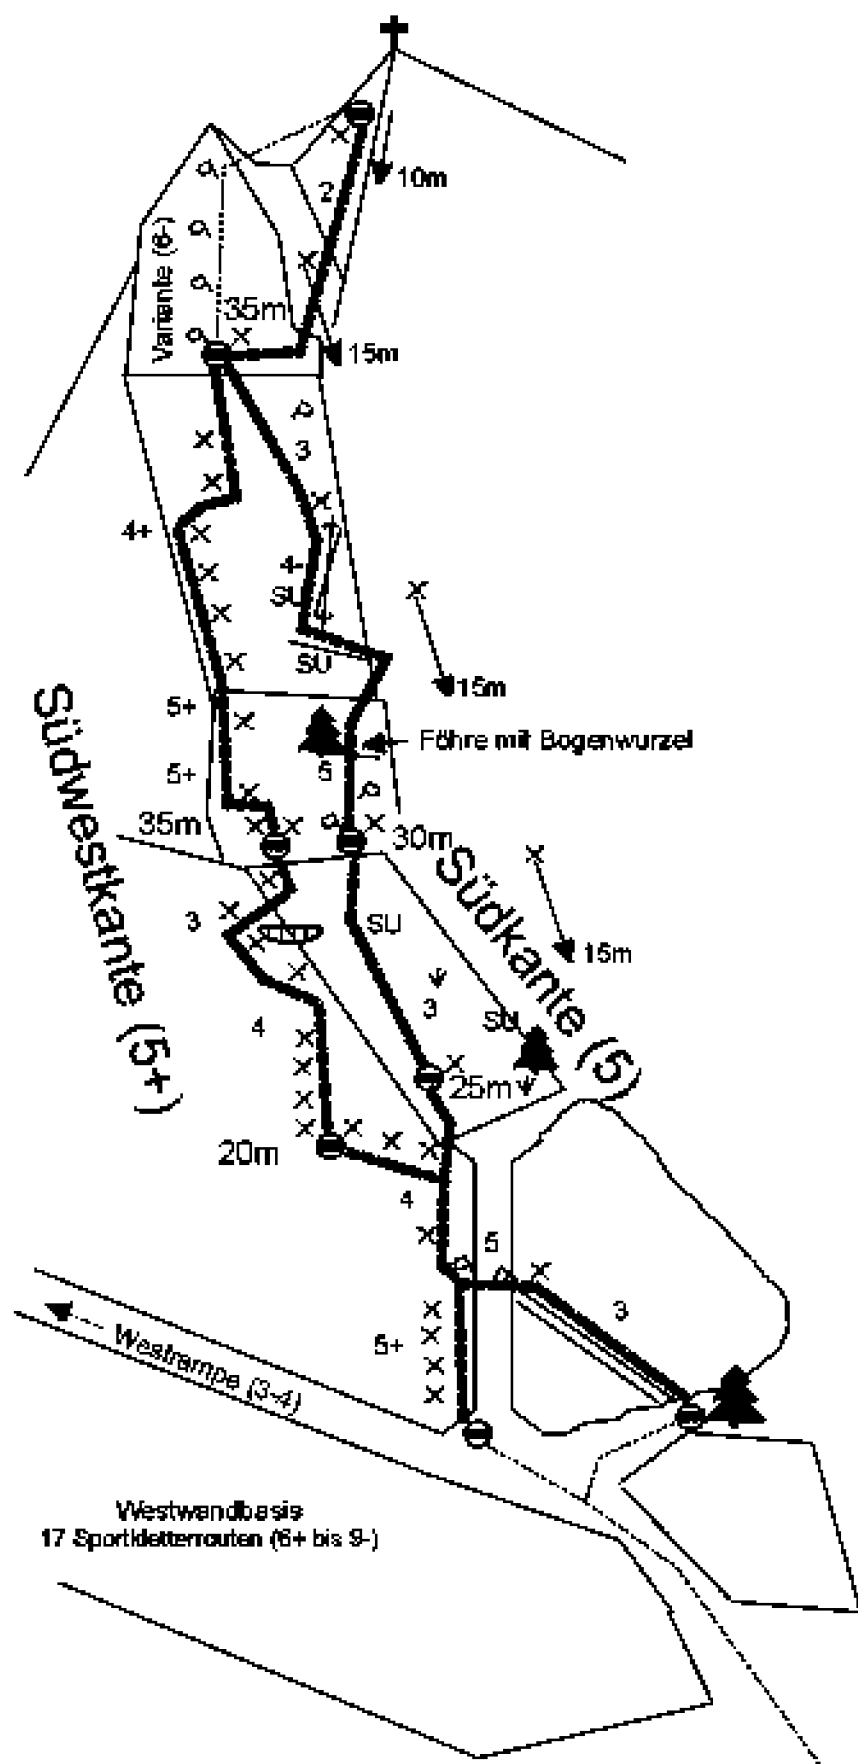 10m
2
Variante (6-)
35m
15m
3
4+
4-
SU
SU
15m
5+
Föhre mit Bogenwurzel
5
5+
35m
30m
Südwestkante (5+)
Südkante (5)
3
SU
15m
3
SU
4
25m
20m
4
5
3
5+
Westrampe (3-4)
Westwandbasis
17 Sportkletterrouten (6+ bis 9-)